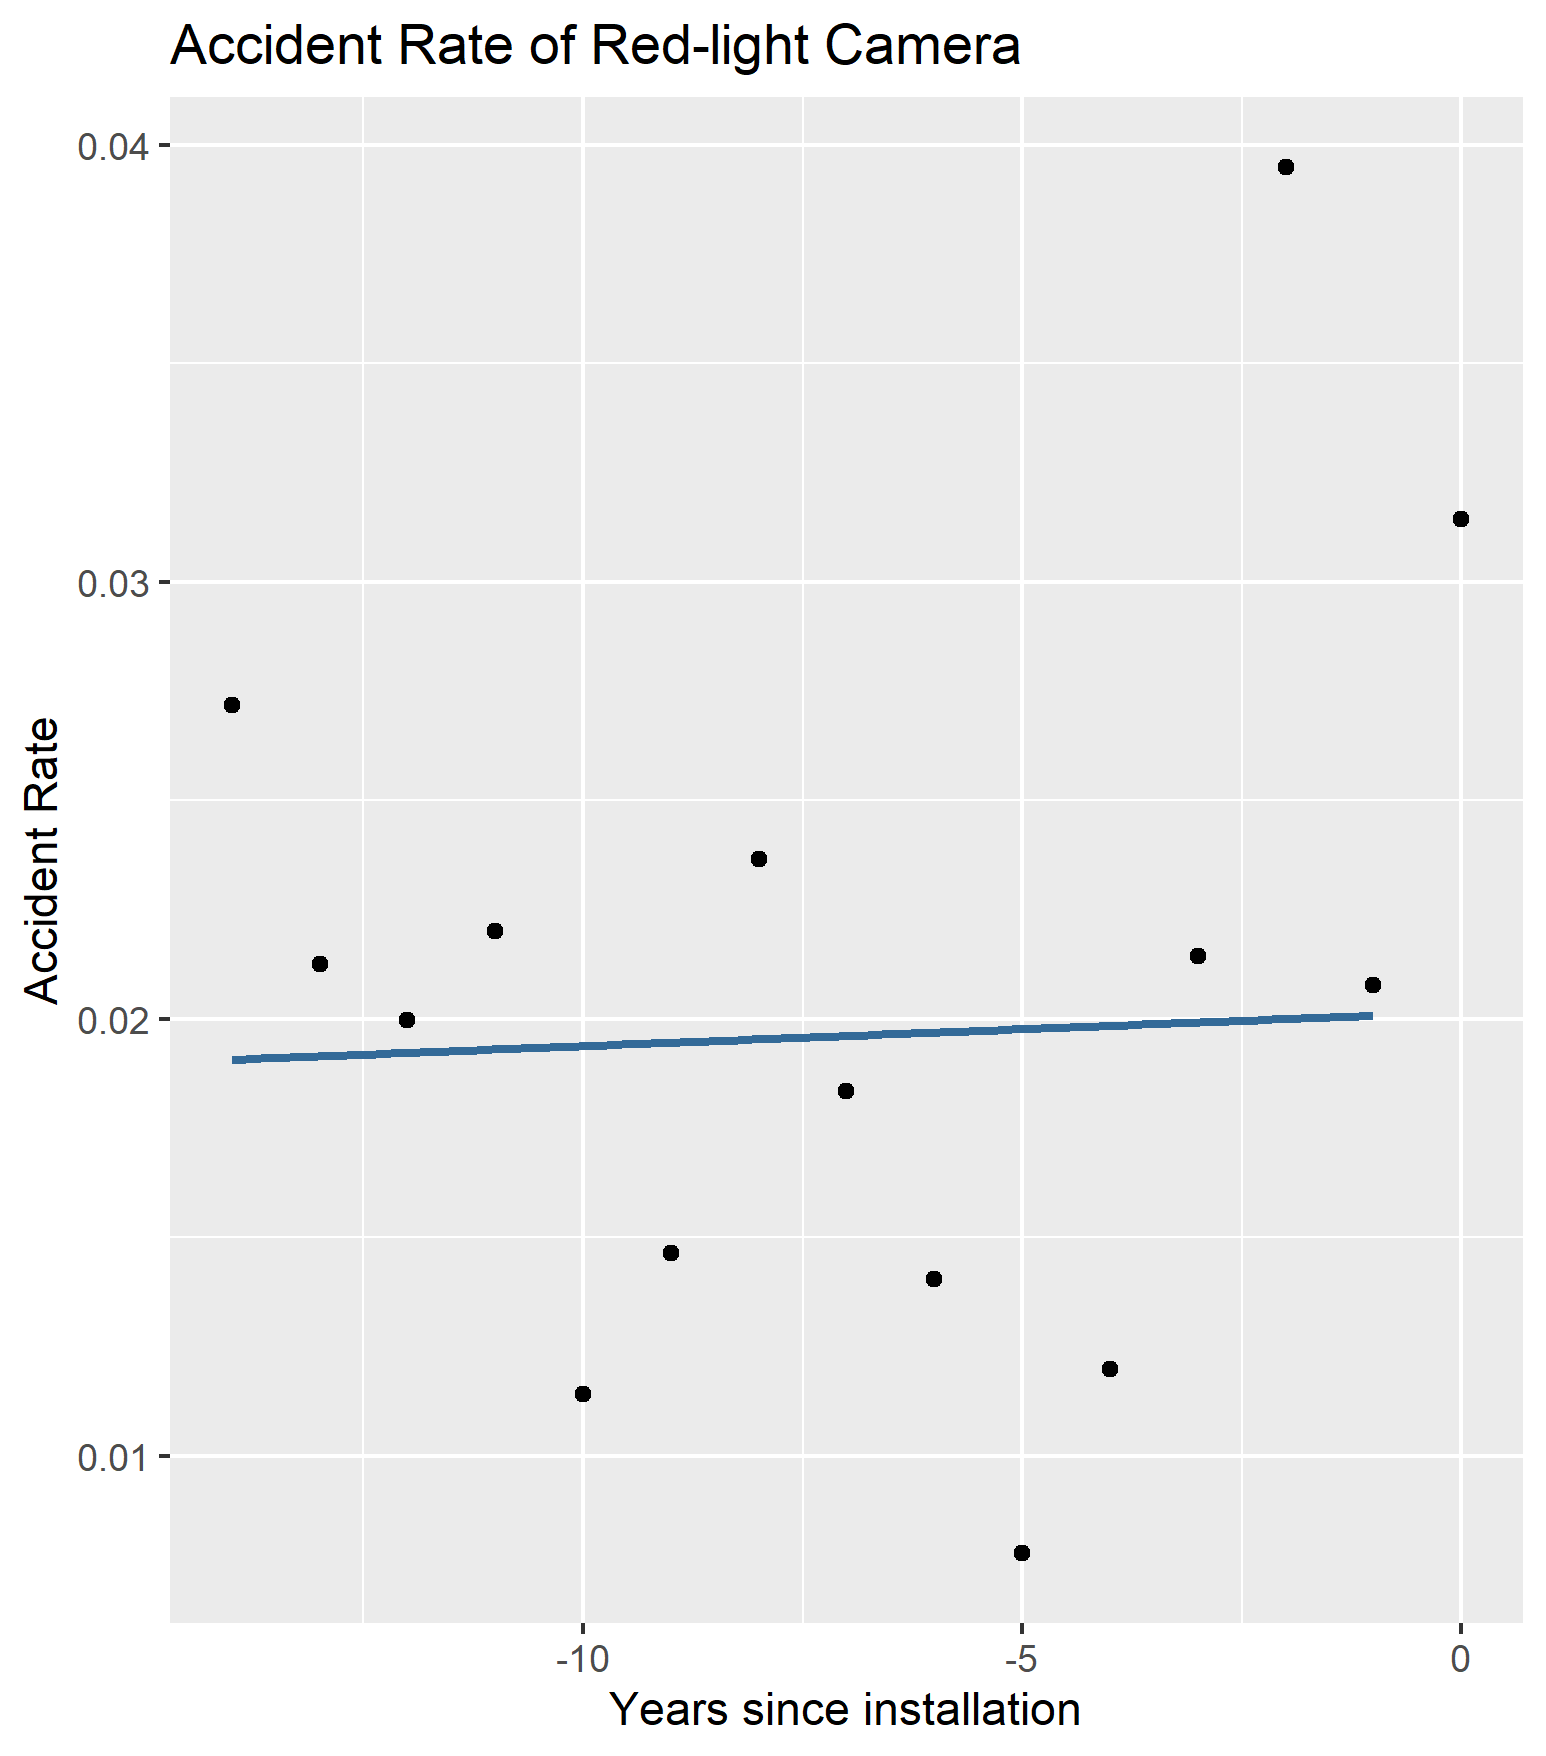 Accident Rate of Red-light Camera
0.04
0.03
0.02
0.01
Accident Rate
-10
-5
0
Years since installation